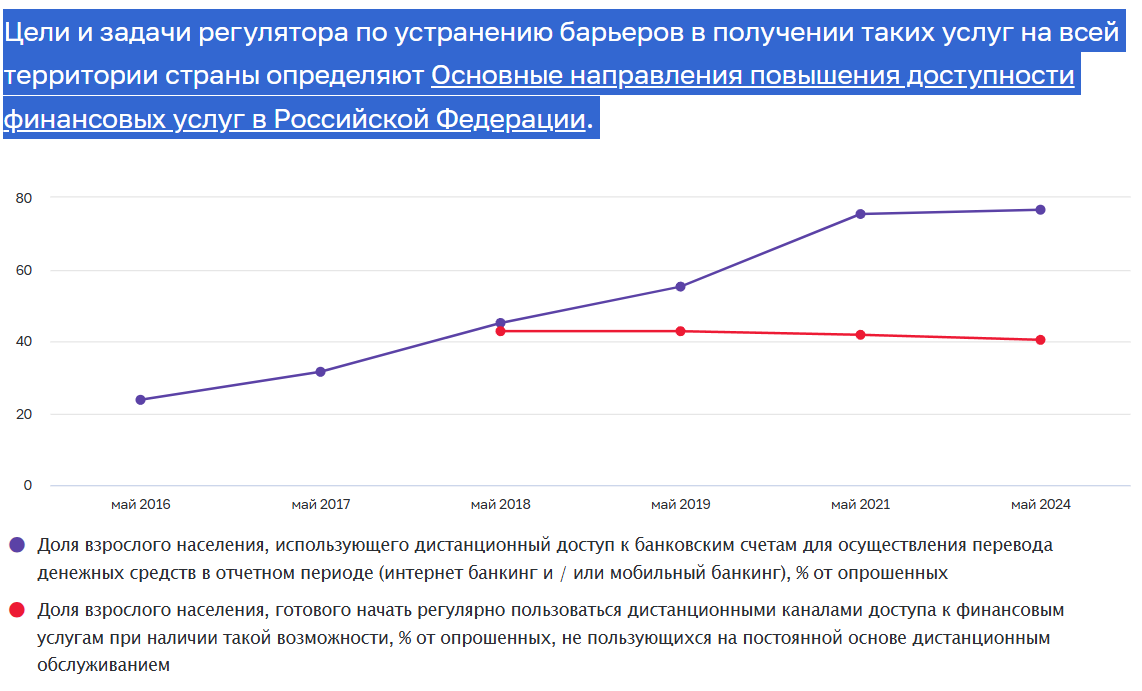 Цели и задачи регулятора по устранению барьеров в получении таких услуг на всей
территории страны определяют Основные направления повышения доступности
финансовых услуг в Российской Федерации.
80
60
40
20
0
май 2016 май 2017 май 2018 май 2019 май 2021 май 2024
Доля взрослого населения, использующего дистанционный доступ к банковским счетам для осуществления перевода
денежных средств в отчетном периоде (интернет банкинг и / или мобильный банкинг), % от опрошенных
Доля взрослого населения, готового начать регулярно пользоваться дистанционными каналами доступа к финансовым
услугам при наличии такой возможности, % от опрошенных, не пользующихся на постоянной основе дистанционным
обслуживанием